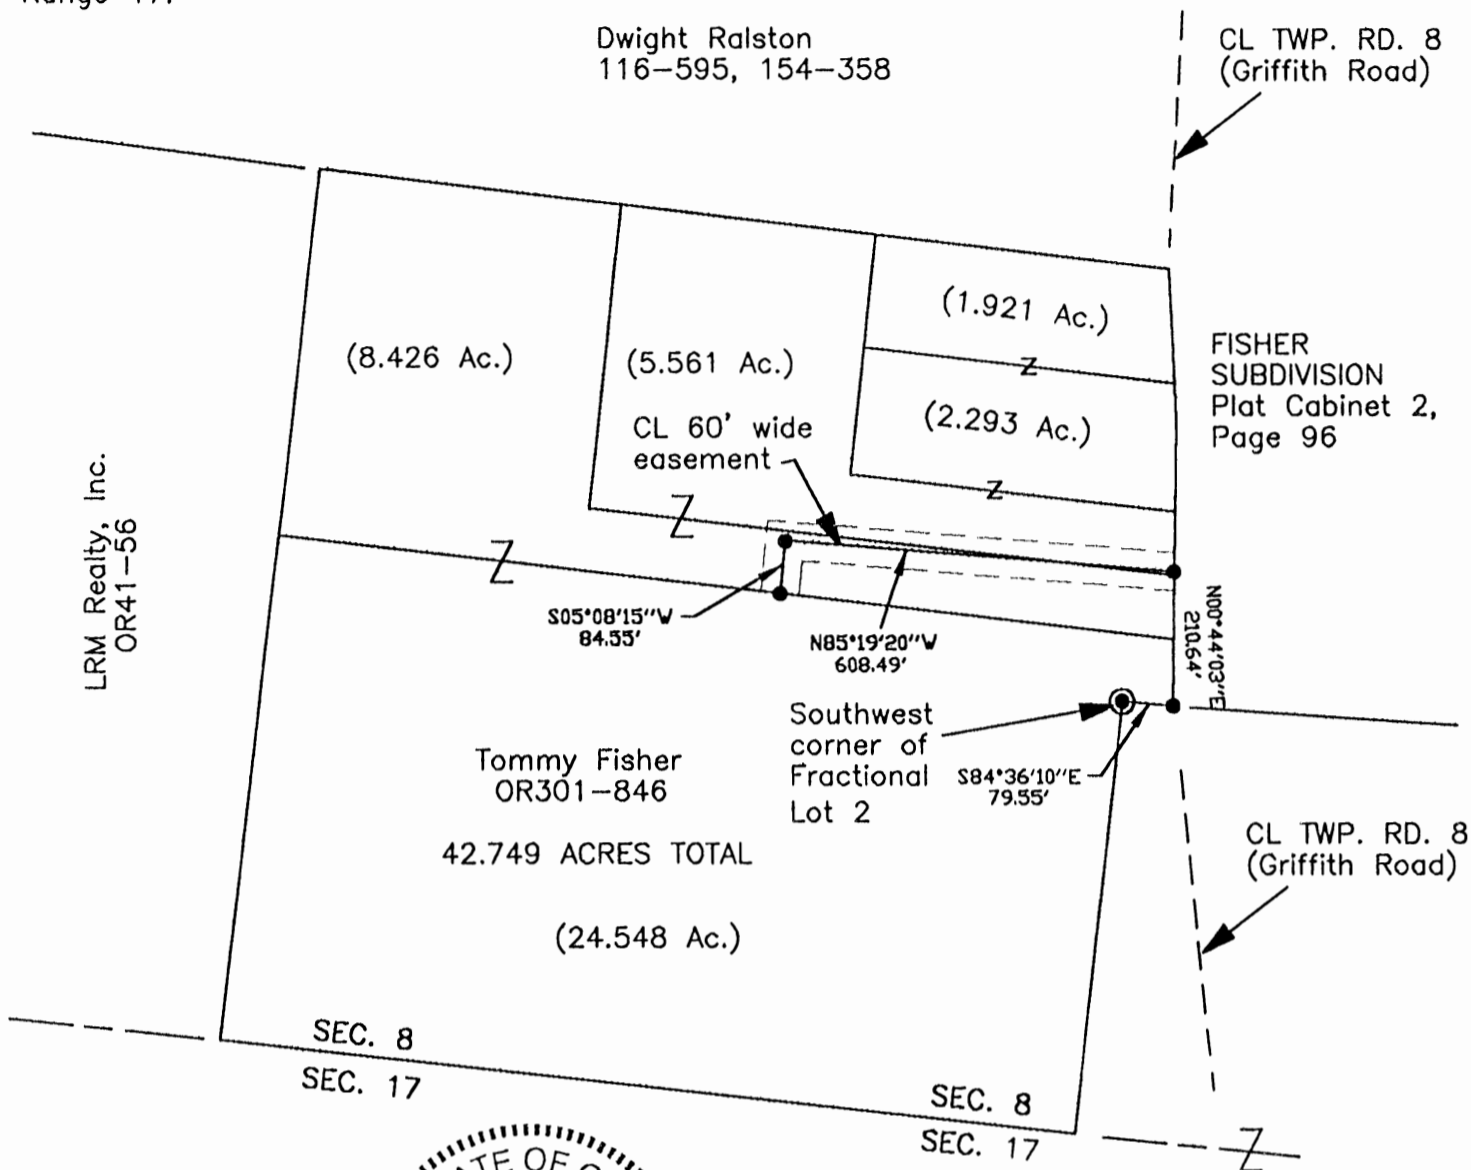 Dwight Ralston
116-595, 154-358
CL TWP. RD. 8
(Griffith Road)
(1.921 Ac.)
(8.426 Ac.)
(5.561 Ac.)
FISHER
SUBDIVISION
Plat Cabinet 2,
Page 96
(2.293 Ac.)
CL 60' wide
easement
LRM Realty, Inc.
OR41-56
S05°08'15"W
84.55'
N85°19'20"W
608.49'
N00°44'03"E
210.64'
Southwest
corner of
Fractional
Lot 2
S84°36'10"E
79.55'
Tommy Fisher
OR301-846
42.749 ACRES TOTAL
(24.548 Ac.)
CL TWP. RD. 8
(Griffith Road)
SEC. 8
SEC. 17
SEC. 8
SEC. 17
OF